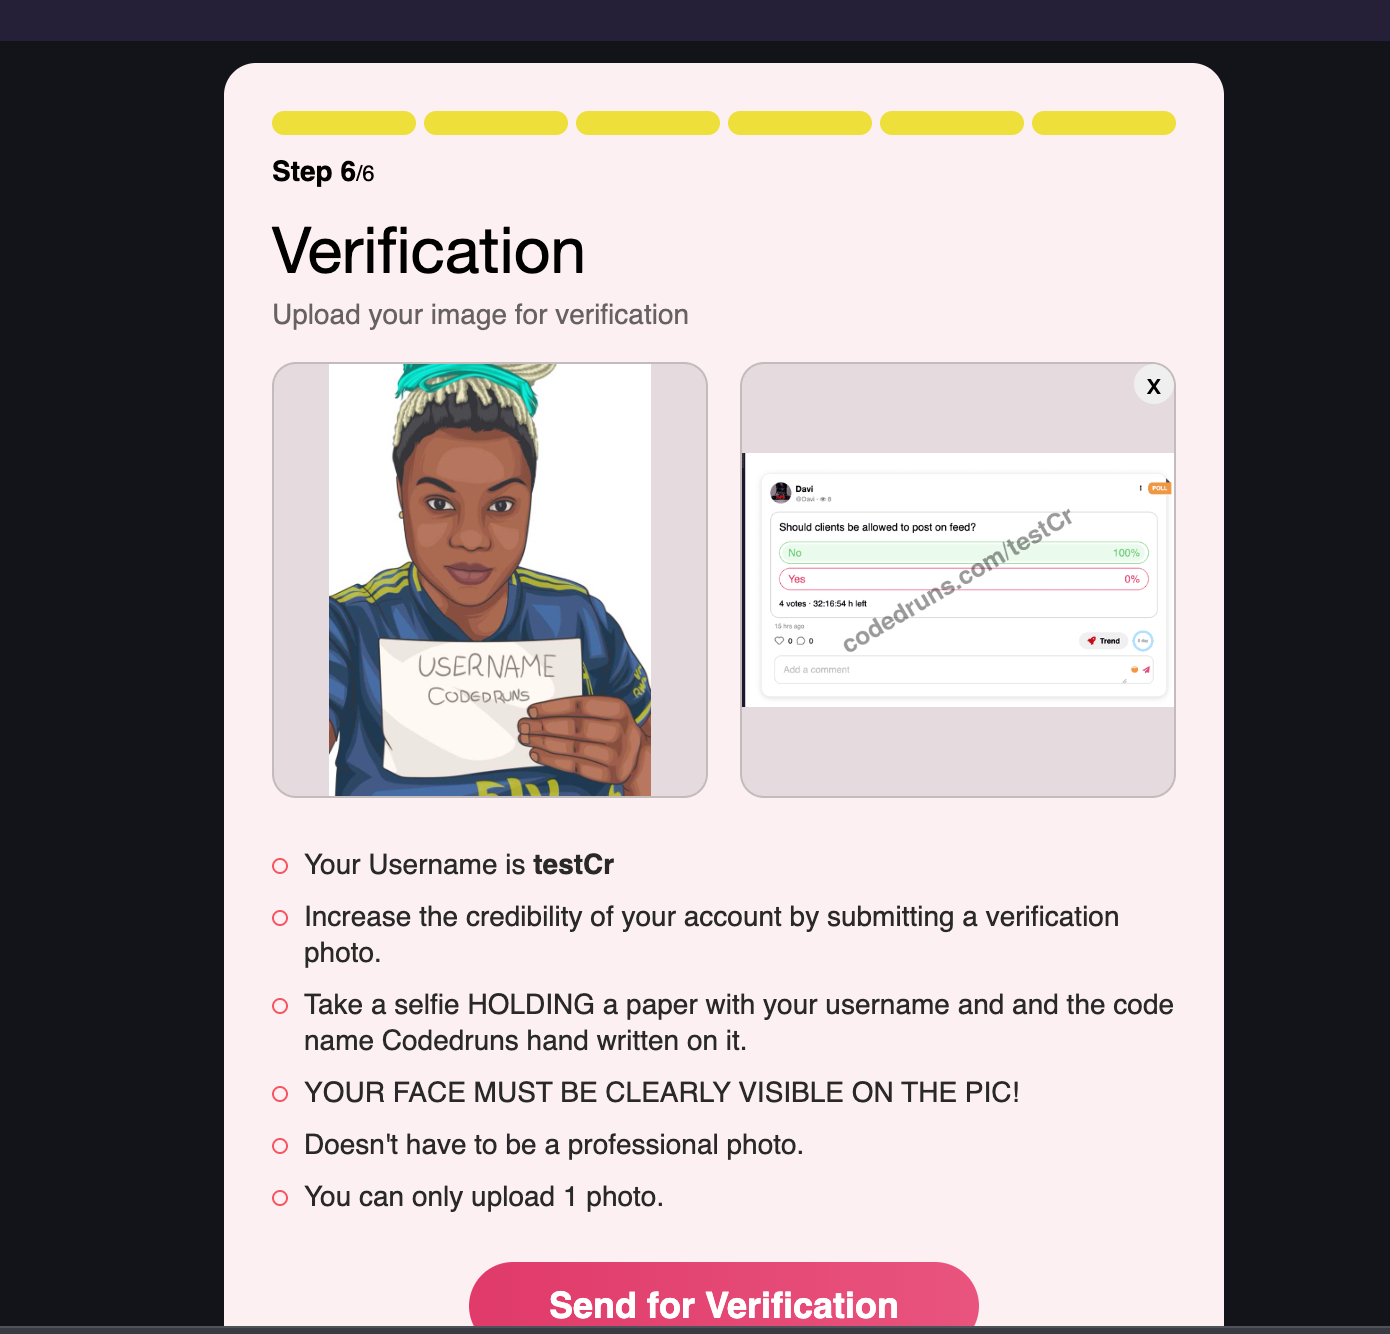 Step 6/6
Verification
Upload your image for verification
USERNAME
CODEDRUNS
X
Davi
@Davi · 8
POLL
Should clients be allowed to post on feed?
No 100%
Yes 0%
4 votes · 32:16:54 h left
codedruns.com/testCr
15 hrs ago
0 0
Trend
Add a comment
Your Username is testCr
Increase the credibility of your account by submitting a verification
photo.
Take a selfie HOLDING a paper with your username and and the code
name Codedruns hand written on it.
YOUR FACE MUST BE CLEARLY VISIBLE ON THE PIC!
Doesn't have to be a professional photo.
You can only upload 1 photo.
Send for Verification